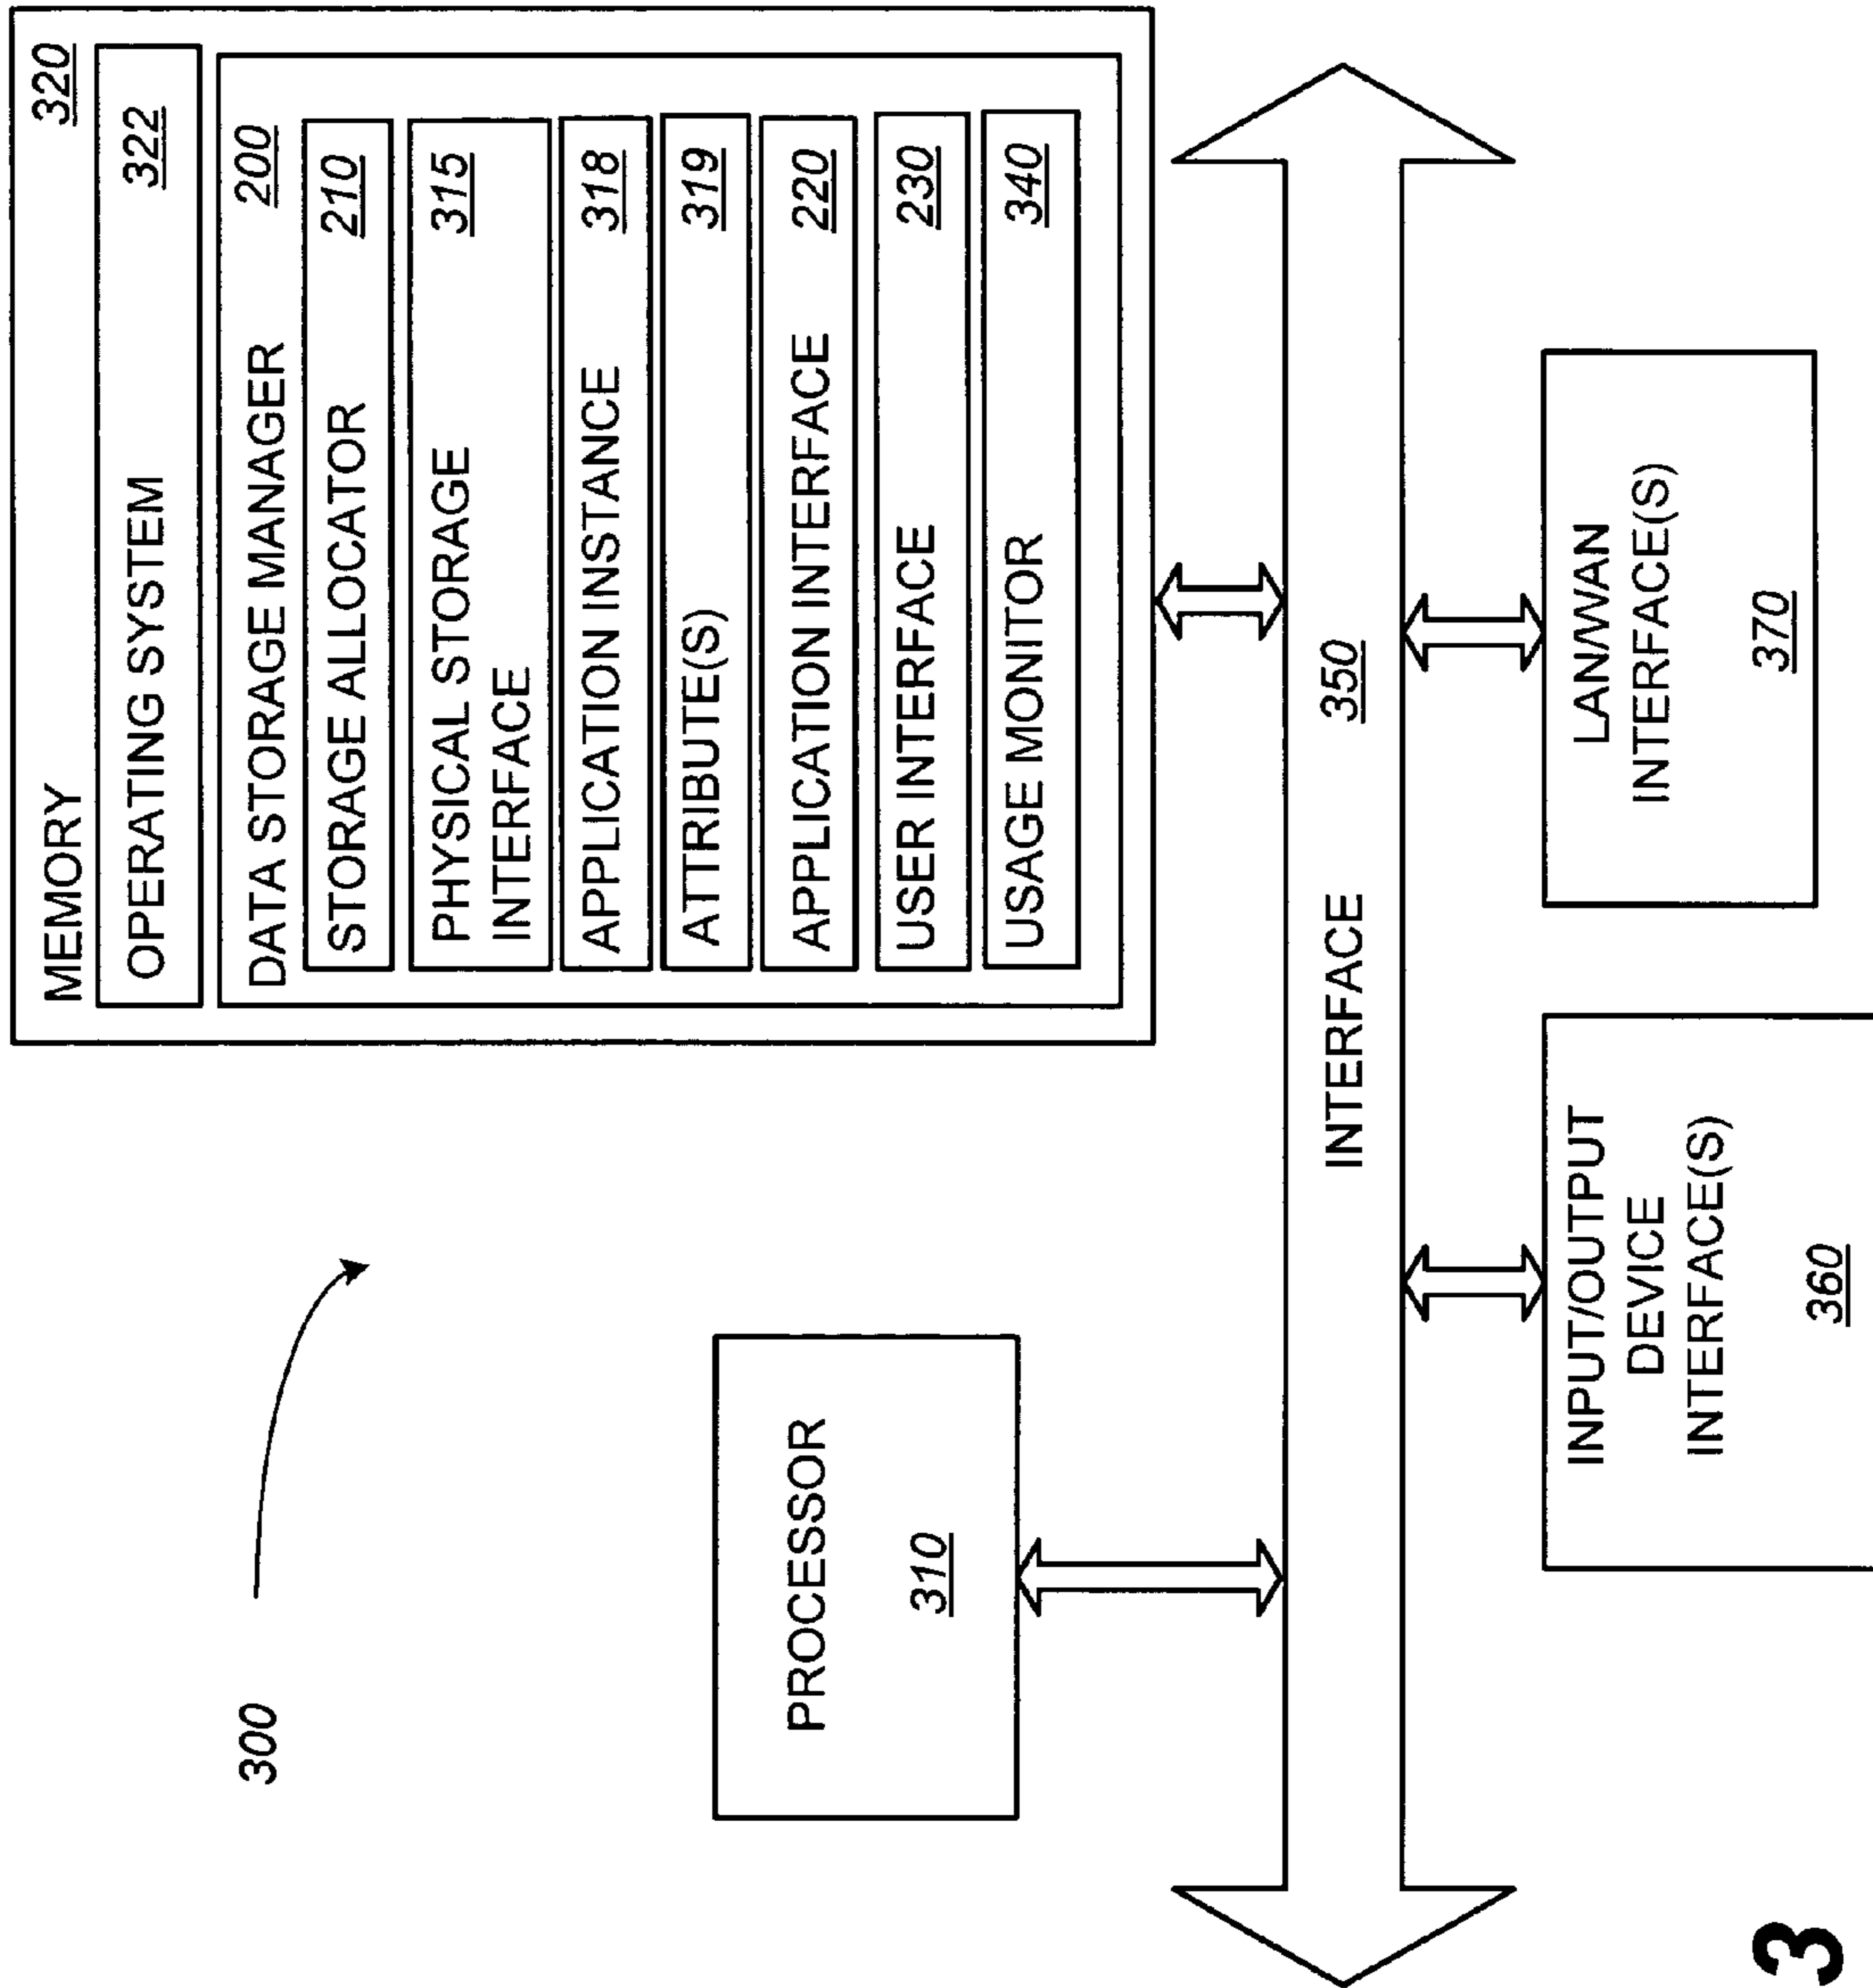 300
MEMORY 320
OPERATING SYSTEM 322
DATA STORAGE MANAGER 200
STORAGE ALLOCATOR 210
PHYSICAL STORAGE 315
INTERFACE
APPLICATION INSTANCE 318
ATTRIBUTE(S) 319
APPLICATION INTERFACE 220
USER INTERFACE 230
USAGE MONITOR 340
PROCESSOR
310
INTERFACE 350
INPUT/OUTPUT
DEVICE
INTERFACE(S)
360
LAN/WAN
INTERFACE(S)
370
3